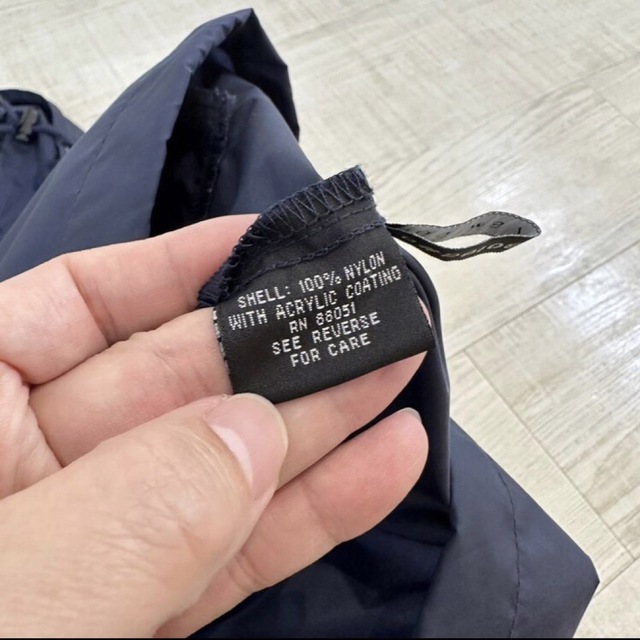 SHELL: 100% NYLON
WITH ACRYLIC COATING
RN 88051
SEE REVERSE
FOR CARE